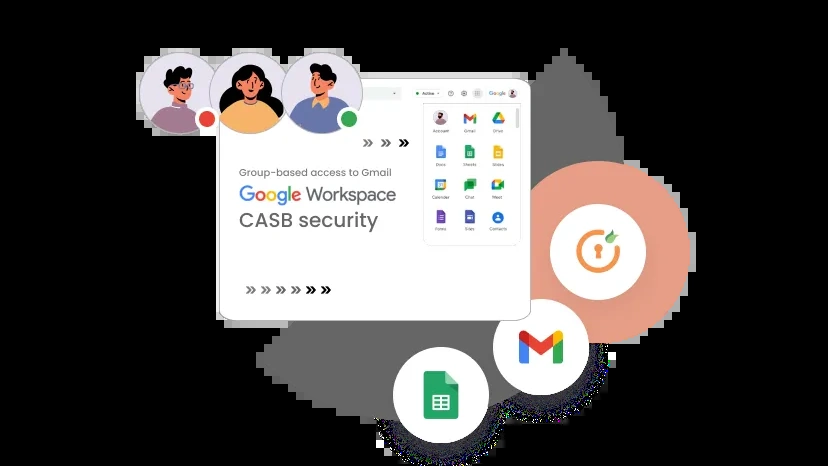 Active
Google
Account Gmail Drive
Docs Sheets Slides
Calendar Chat Meet
Forms Sites Contacts
Group-based access to Gmail
Google Workspace
CASB security